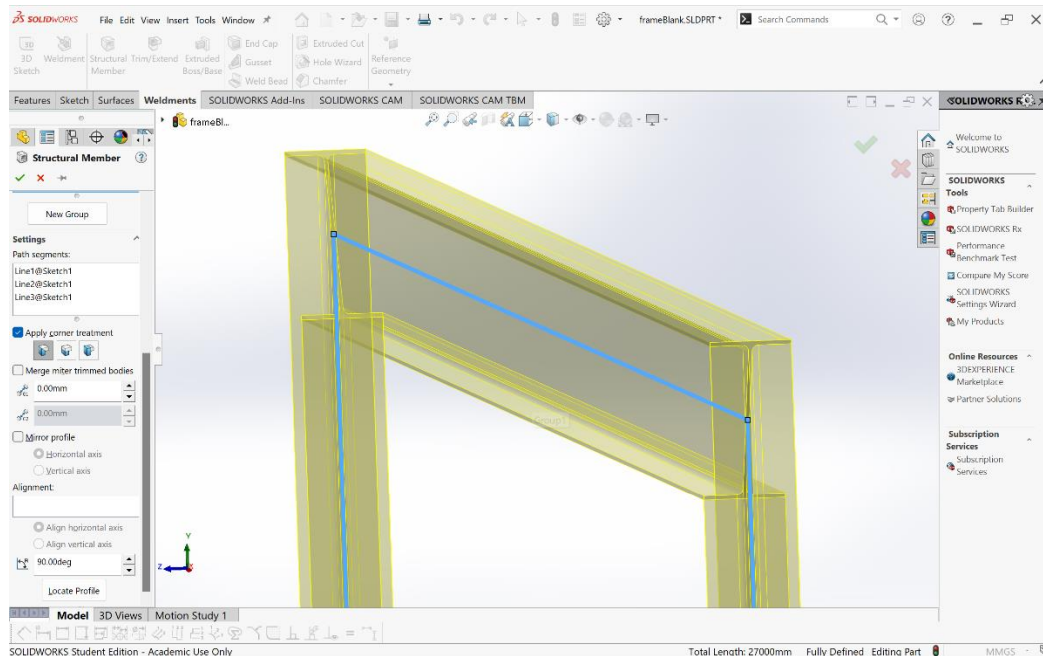 SOLIDWORKS File Edit View Insert Tools Window frameBlank.SLDPRT * Search Commands
3D Sketch
Weldment
Structural Member
Trim/Extend
Extruded Boss/Base
End Cap
Gusset
Weld Bead
Extruded Cut
Hole Wizard
Chamfer
Reference Geometry
Features Sketch Surfaces Weldments SOLIDWORKS Add-Ins SOLIDWORKS CAM SOLIDWORKS CAM TBM
frameBl...
Structural Member
New Group
Settings
Path segments:
Line1@Sketch1
Line2@Sketch1
Line3@Sketch1
Apply corner treatment
Merge miter trimmed bodies
0.00mm
0.00mm
Mirror profile
Horizontal axis
Vertical axis
Alignment:
Align horizontal axis
Align vertical axis
90.00deg
Locate Profile
Group1
Y
Z
Welcome to
SOLIDWORKS
SOLIDWORKS
Tools
Property Tab Builder
SOLIDWORKS Rx
Performance
Benchmark Test
Compare My Score
SOLIDWORKS
Settings Wizard
My Products
Online Resources
3DEXPERIENCE
Marketplace
Partner Solutions
Subscription
Services
Subscription
Services
Model 3D Views Motion Study 1
SOLIDWORKS Student Edition - Academic Use Only Total Length: 27000mm Fully Defined Editing Part MMGS